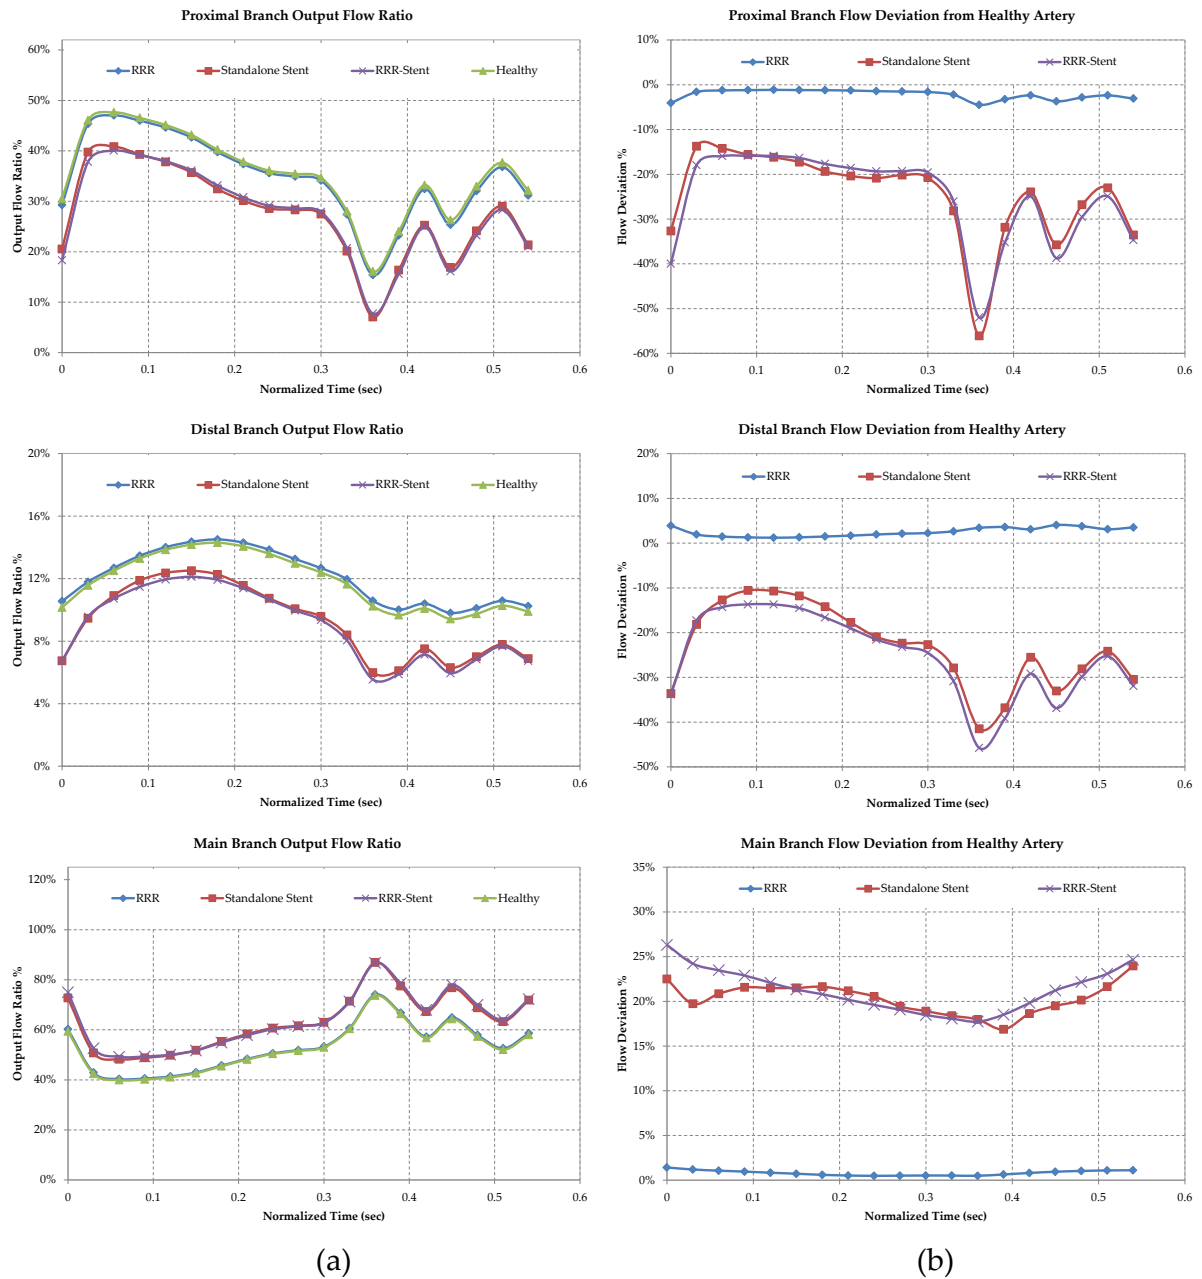 Proximal Branch Output Flow Ratio
60%
50%
40%
30%
20%
10%
0%
Output Flow Ratio %
RRR
Standalone Stent
RRR-Stent
Healthy
0 0.1 0.2 0.3 0.4 0.5 0.6
Normalized Time (sec)
Proximal Branch Flow Deviation from Healthy Artery
10%
0%
-10%
-20%
-30%
-40%
-50%
-60%
Flow Deviation %
RRR
Standalone Stent
RRR-Stent
0 0.1 0.2 0.3 0.4 0.5 0.6
Normalized Time (sec)
Distal Branch Output Flow Ratio
20%
16%
12%
8%
4%
0%
Output Flow Ratio %
RRR
Standalone Stent
RRR-Stent
Healthy
0 0.1 0.2 0.3 0.4 0.5 0.6
Normalized Time (sec)
Distal Branch Flow Deviation from Healthy Artery
20%
10%
0%
-10%
-20%
-30%
-40%
-50%
Flow Deviation %
RRR
Standalone Stent
RRR-Stent
0 0.1 0.2 0.3 0.4 0.5 0.6
Normalized Time (sec)
Main Branch Output Flow Ratio
120%
100%
80%
60%
40%
20%
0%
Output Flow Ratio %
RRR
Standalone Stent
RRR-Stent
Healthy
0 0.1 0.2 0.3 0.4 0.5 0.6
Normalized Time (sec)
Main Branch Flow Deviation from Healthy Artery
35%
30%
25%
20%
15%
10%
5%
0%
Flow Deviation %
RRR
Standalone Stent
RRR-Stent
0 0.1 0.2 0.3 0.4 0.5 0.6
Normalized Time (sec)
(a)
(b)